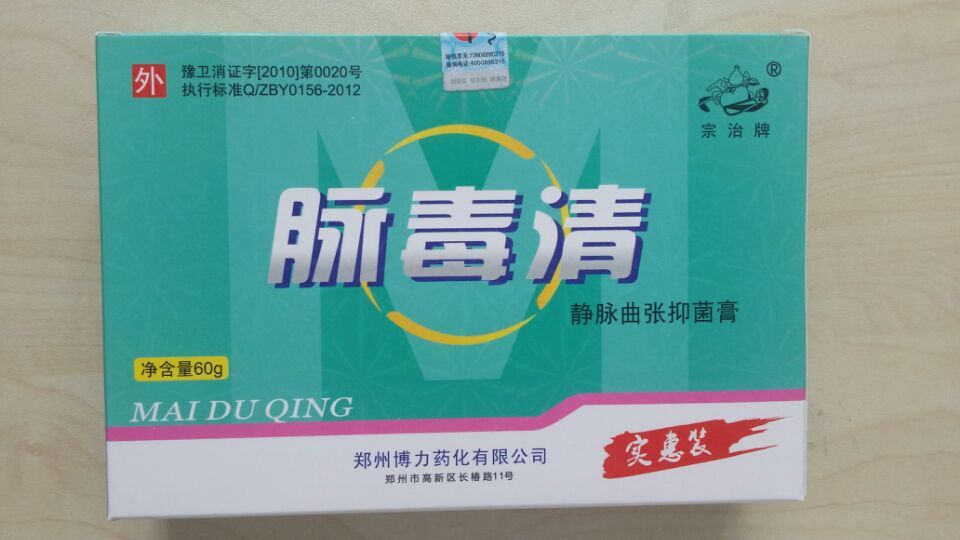 外
豫卫消证字[2010]第0020号
执行标准Q/ZBY0156-2012
®
宗治牌
脉毒清
静脉曲张抑菌膏
净含量60g
MAI DU QING
郑州博力药化有限公司
郑州市高新区长椿路11号
实惠装